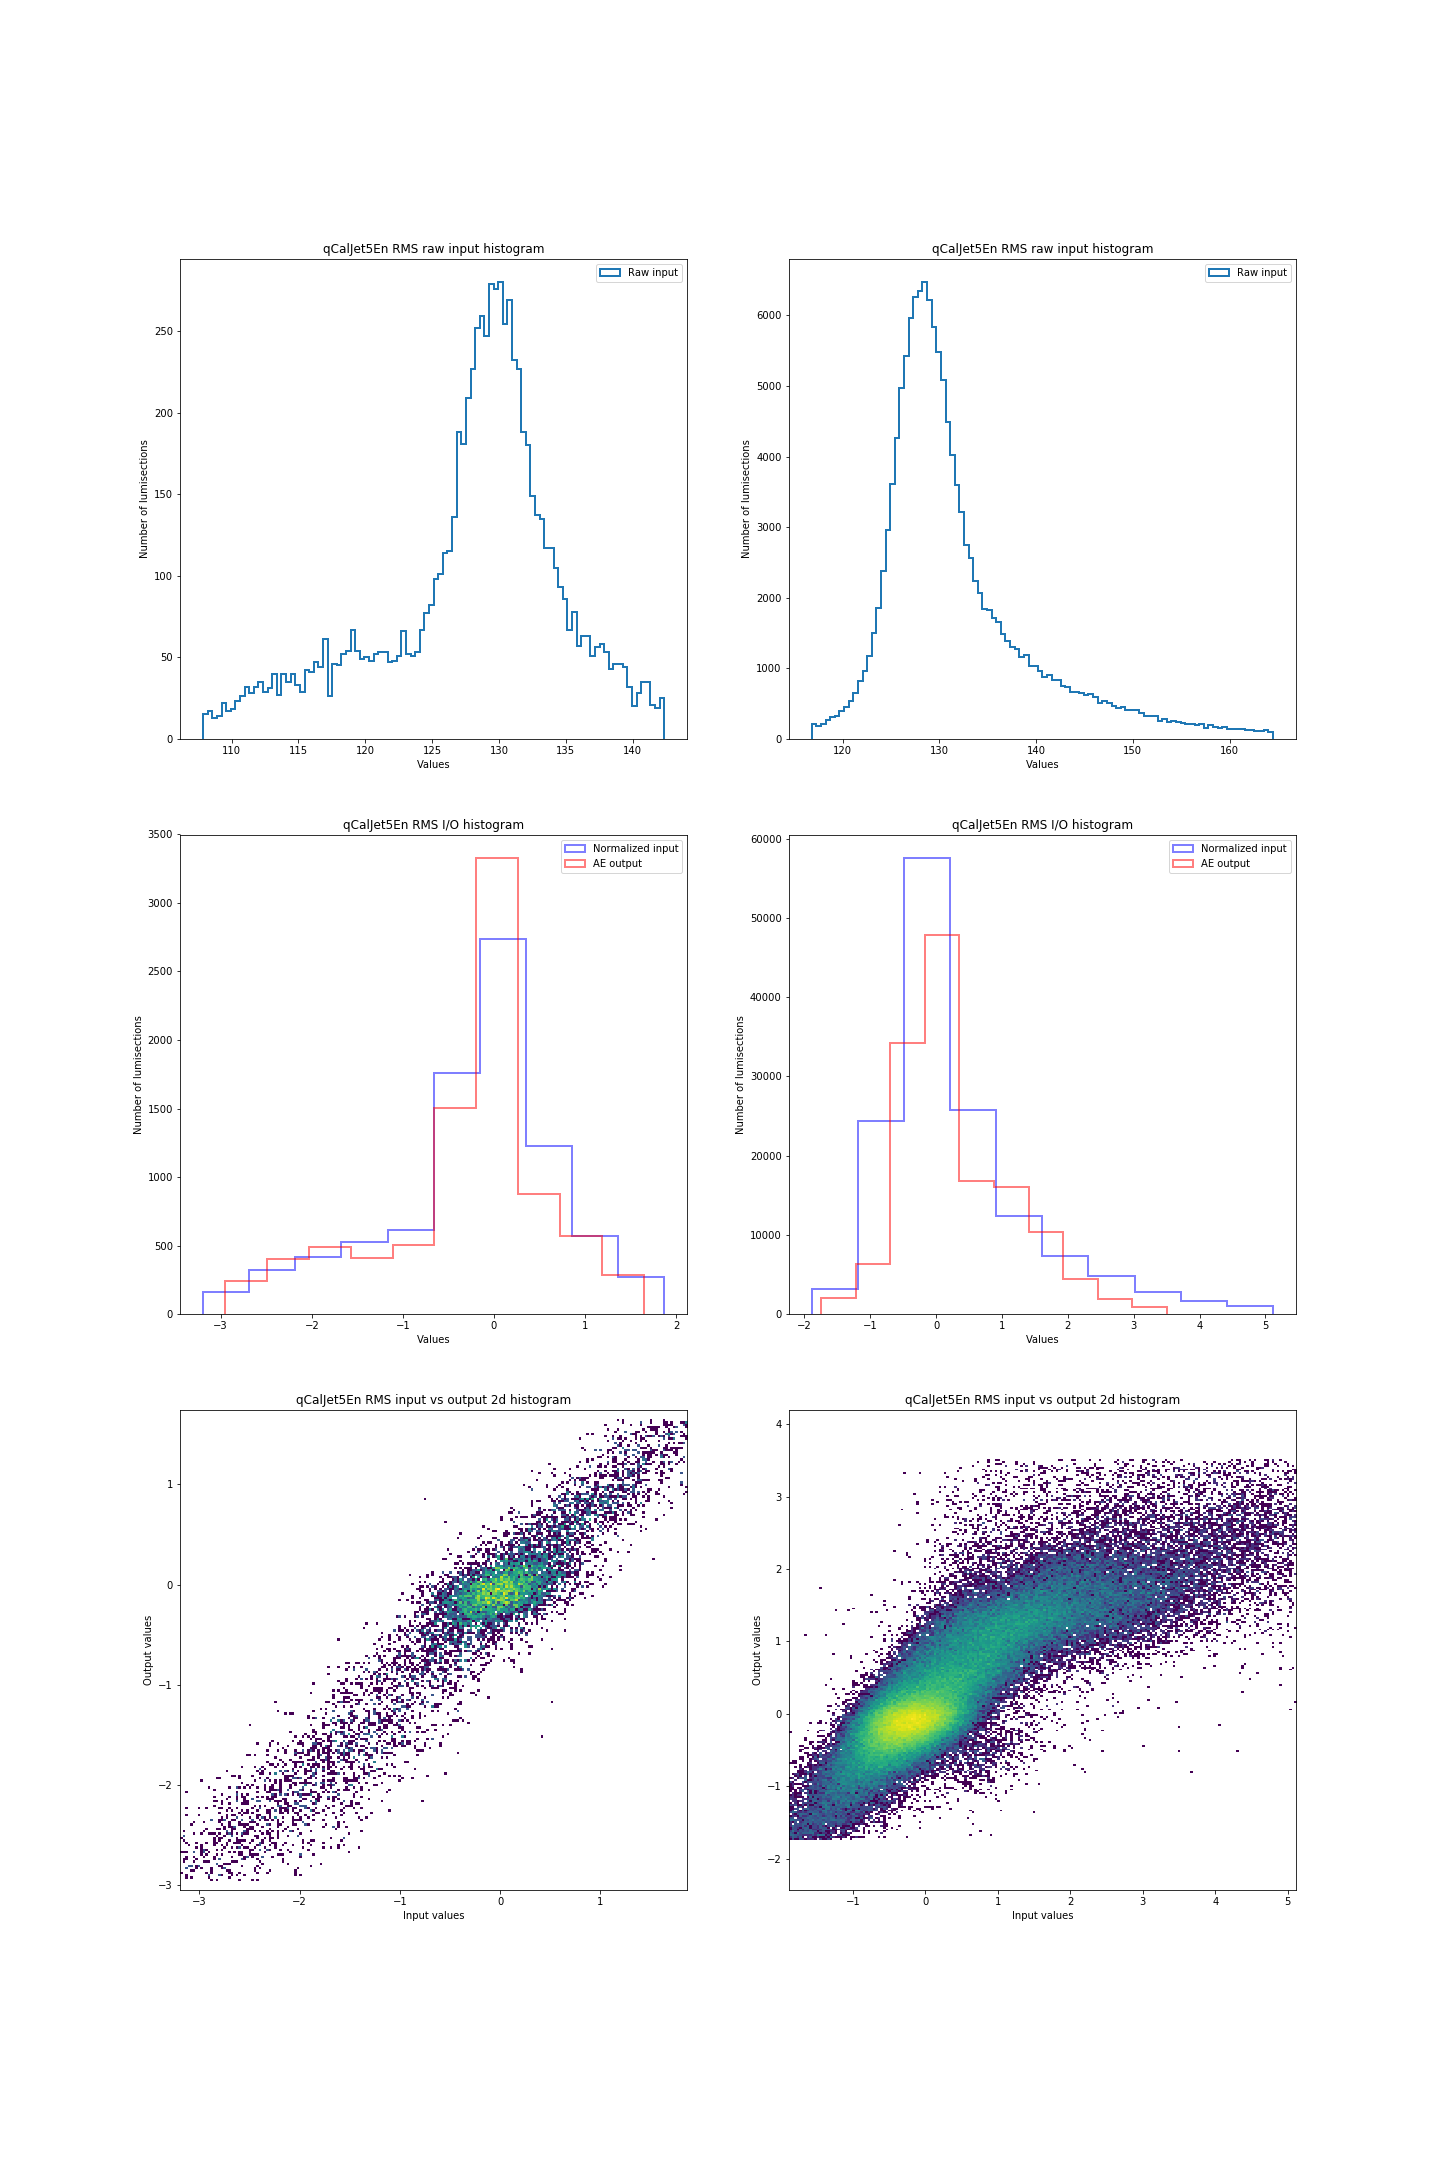 qCalJet5En RMS raw input histogram
Raw input
250
200
150
100
50
0
Number of lumisections
110 115 120 125 130 135 140
Values
qCalJet5En RMS raw input histogram
Raw input
6000
5000
4000
3000
2000
1000
0
Number of lumisections
120 130 140 150 160
Values
qCalJet5En RMS I/O histogram
Normalized input
AE output
3500
3000
2500
2000
1500
1000
500
0
Number of lumisections
−3 −2 −1 0 1 2
Values
qCalJet5En RMS I/O histogram
Normalized input
AE output
60000
50000
40000
30000
20000
10000
0
Number of lumisections
−2 −1 0 1 2 3 4 5
Values
qCalJet5En RMS input vs output 2d histogram
1
0
−1
−2
−3
Output values
−3 −2 −1 0 1
Input values
qCalJet5En RMS input vs output 2d histogram
4
3
2
1
0
−1
−2
Output values
−1 0 1 2 3 4 5
Input values